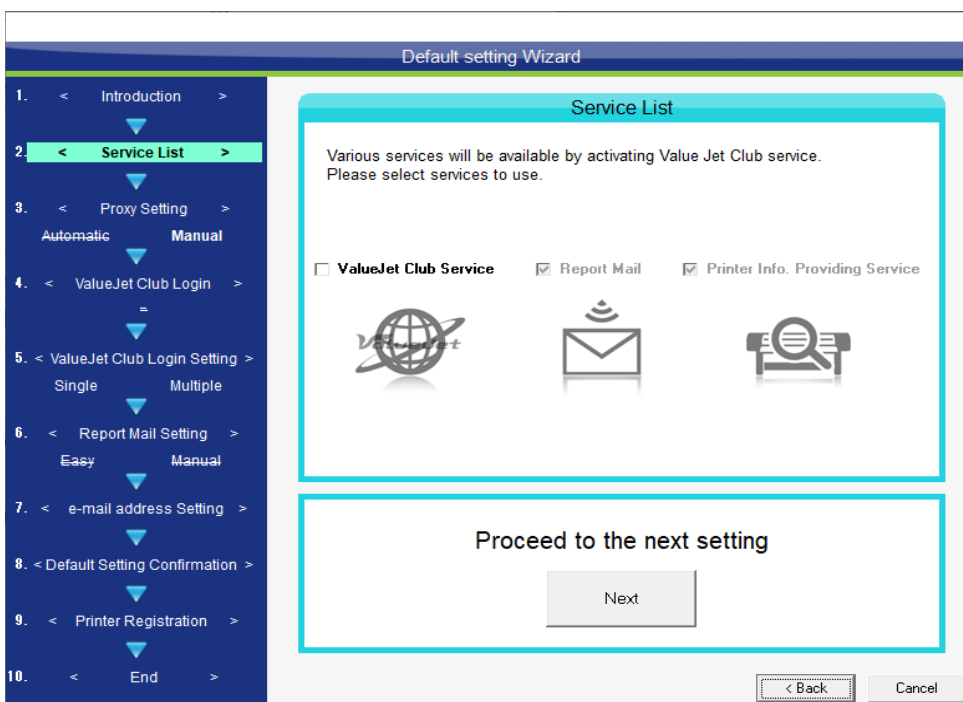 Default setting Wizard
1. < Introduction >
2. < Service List >
3. < Proxy Setting >
Automatic Manual
4. < ValueJet Club Login >
=
5. < ValueJet Club Login Setting >
Single Multiple
6. < Report Mail Setting >
Easy Manual
7. < e-mail address Setting >
8. < Default Setting Confirmation >
9. < Printer Registration >
10. < End >
Service List
Various services will be available by activating Value Jet Club service.
Please select services to use.
ValueJet Club Service Report Mail Printer Info. Providing Service
ValueJet
Proceed to the next setting
Next
< Back Cancel